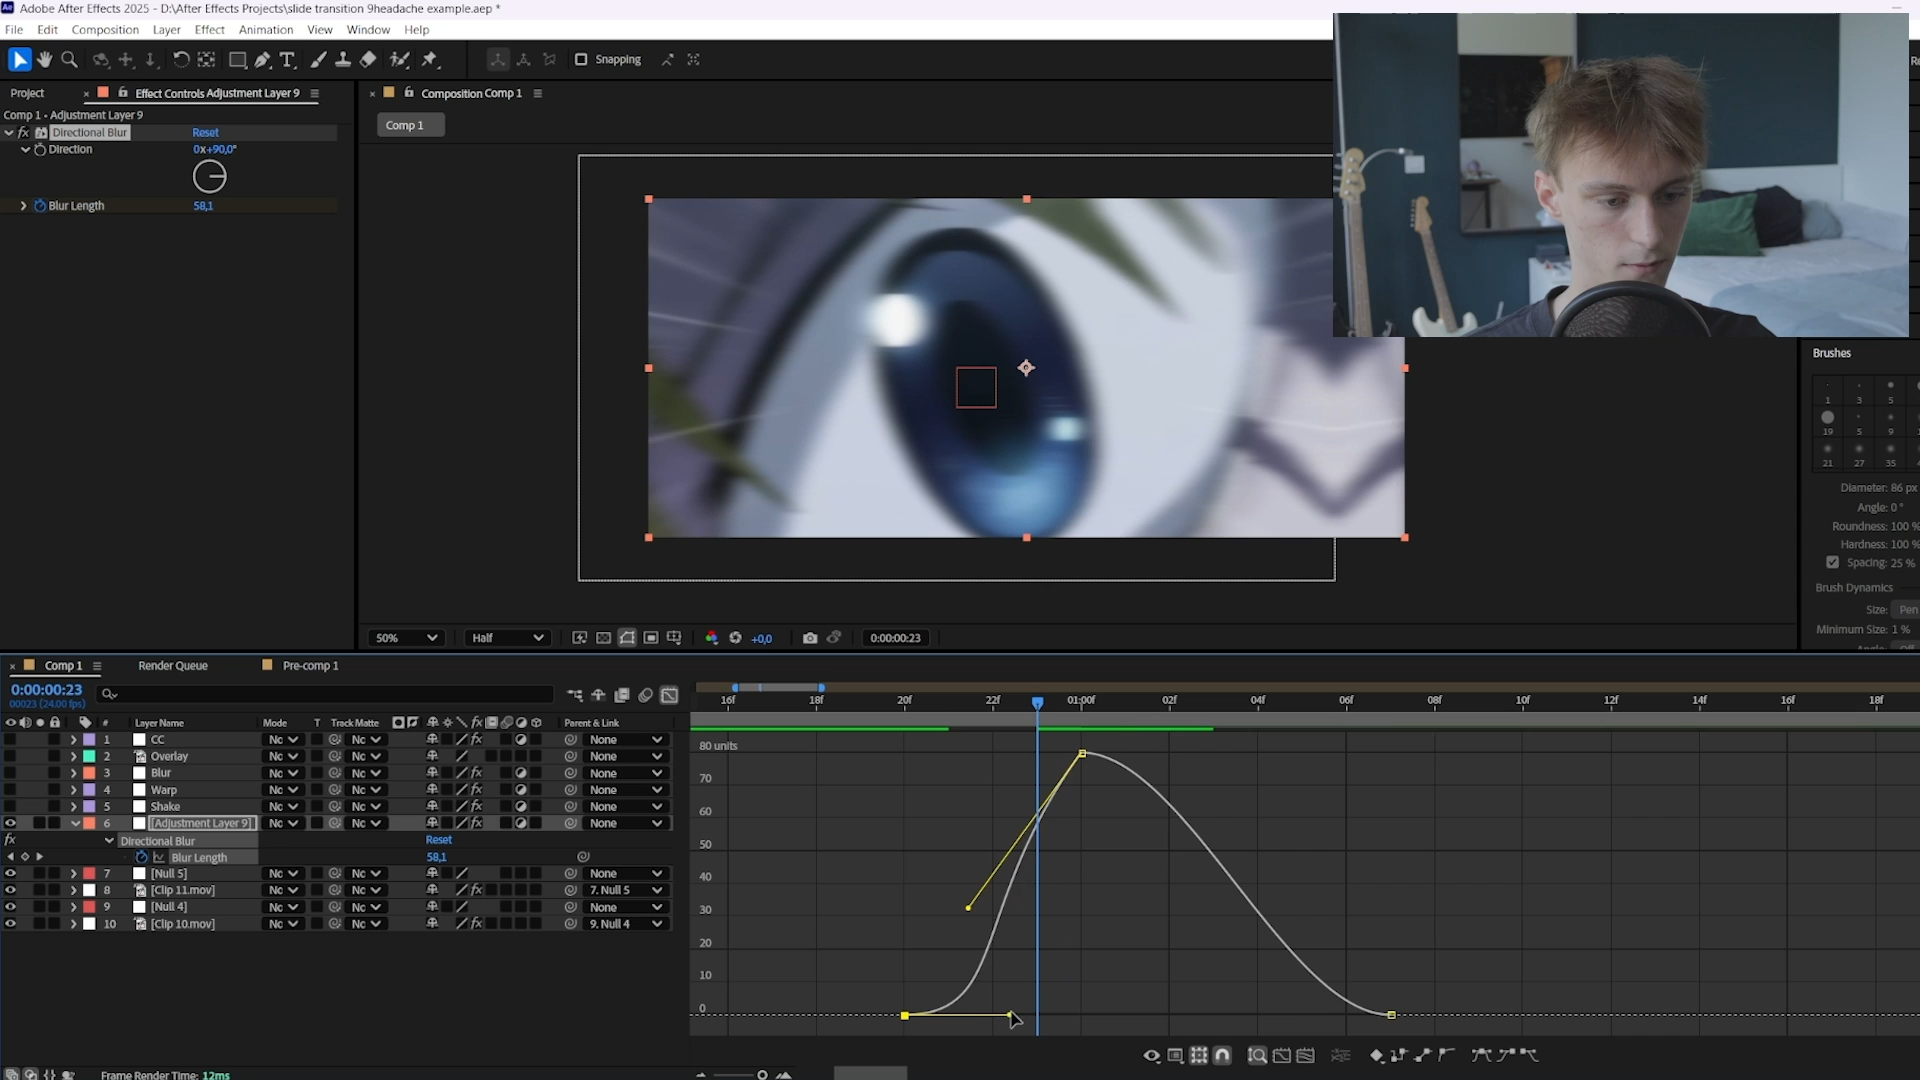 Adobe After Effects 2025 - D:\After Effects Projects\slide transition 9headache example.aep *
File Edit Composition Layer Effect Animation View Window Help
Snapping
Project Effect Controls Adjustment Layer 9
Composition Comp 1
Comp 1 • Adjustment Layer 9
Comp 1
fx Directional Blur Reset
Direction 0x+90,0°
Blur Length 58,1
Brushes
1 3 5
19 5 9
21 27 35
Diameter: 86 px
Angle: 0 °
Roundness: 100 %
Hardness: 100 %
Spacing: 25 %
Brush Dynamics
Size: Pen
Minimum Size: 1 %
50% Half +0,0 0:00:00:23
Comp 1 Render Queue Pre-comp 1
0:00:00:23
00023 (24.00 fps)
16f 18f 20f 22f 01:00f 02f 04f 06f 08f 10f 12f 14f 16f 18f
# Layer Name Mode T Track Matte fx Parent & Link
1 CC Nc Nc fx None
2 Overlay Nc Nc None
3 Blur Nc Nc fx None
4 Warp Nc Nc fx None
5 Shake Nc Nc fx None
6 [Adjustment Layer 9] Nc Nc fx None
fx Directional Blur Reset
Blur Length 58,1
7 [Null 5] Nc Nc None
8 [Clip 11.mov] Nc Nc fx 7. Null 5
9 [Null 4] Nc Nc None
10 [Clip 10.mov] Nc Nc fx 9. Null 4
80 units
70
60
50
40
30
20
10
0
Frame Render Time: 12ms